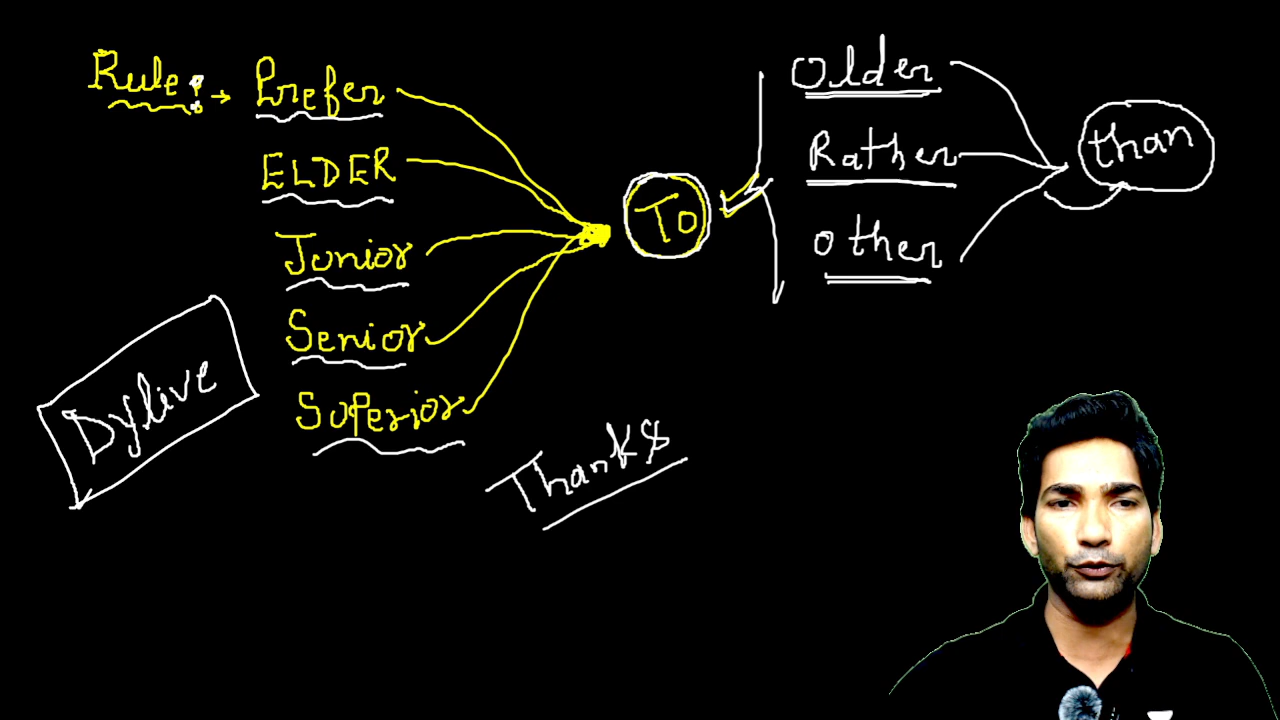 Rule: → Prefer
ELDER
Junior
Senior
Superior
To
Older
Rather
other
than
Dylive
Thanks